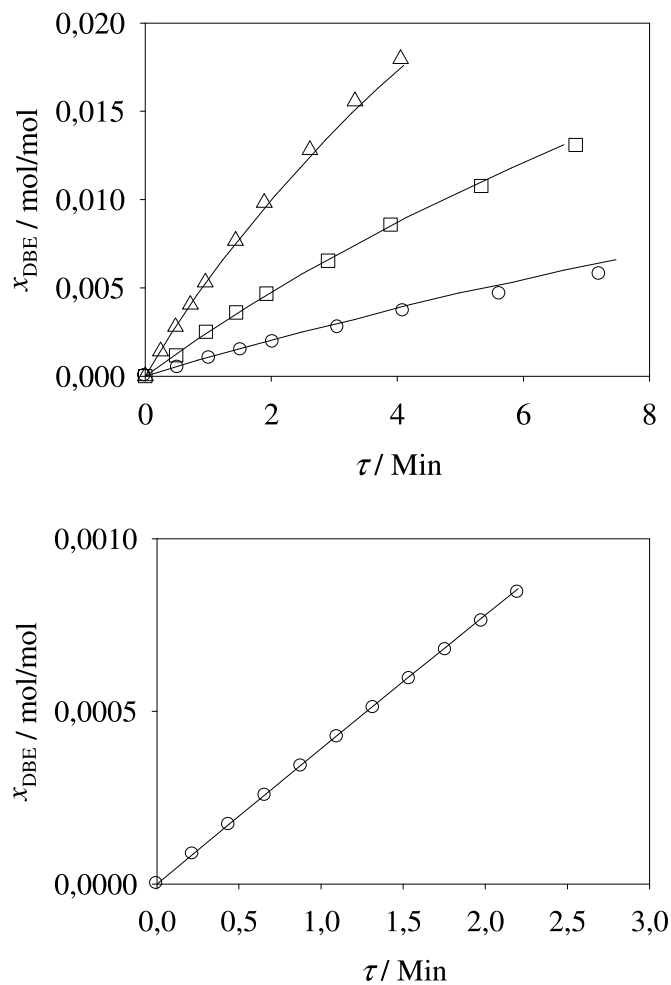 0,020
0,015
0,010
0,005
0,000
x_DBE / mol/mol
0 2 4 6 8
τ / Min
0,0010
0,0005
0,0000
x_DBE / mol/mol
0,0 0,5 1,0 1,5 2,0 2,5 3,0
τ / Min